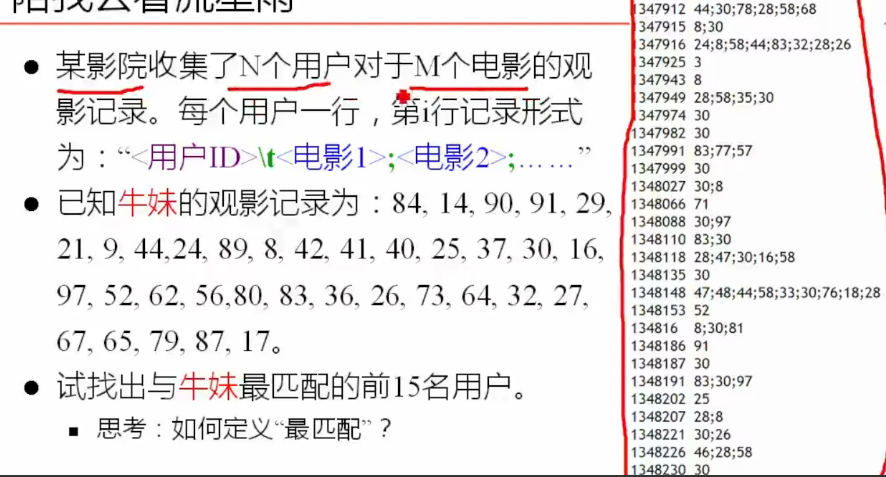 陪我去看流星雨
● 某影院收集了N个用户对于M个电影的观
影记录。每个用户一行，第i行记录形式
为：“<用户ID>\t<电影1>;<电影2>;……”
● 已知牛妹的观影记录为：84, 14, 90, 91, 29,
21, 9, 44,24, 89, 8, 42, 41, 40, 25, 37, 30, 16,
97, 52, 62, 56,80, 83, 36, 26, 73, 64, 32, 27,
67, 65, 79, 87, 17。
● 试找出与牛妹最匹配的前15名用户。
■ 思考：如何定义“最匹配”？
1347912 44;30;78;28;58;68
1347915 8;30
1347916 24;8;58;44;83;32;28;26
1347925 3
1347943 8
1347949 28;58;35;30
1347974 30
1347982 30
1347991 83;77;57
1347999 30
1348027 30;8
1348066 71
1348088 30;97
1348110 83;30
1348118 28;47;30;16;58
1348135 30
1348148 47;48;44;58;33;30;76;18;28
1348153 52
134816 8;30;81
1348186 91
1348187 30
1348191 83;30;97
1348202 25
1348207 28;8
1348221 30;26
1348226 46;28;58
1348230 30